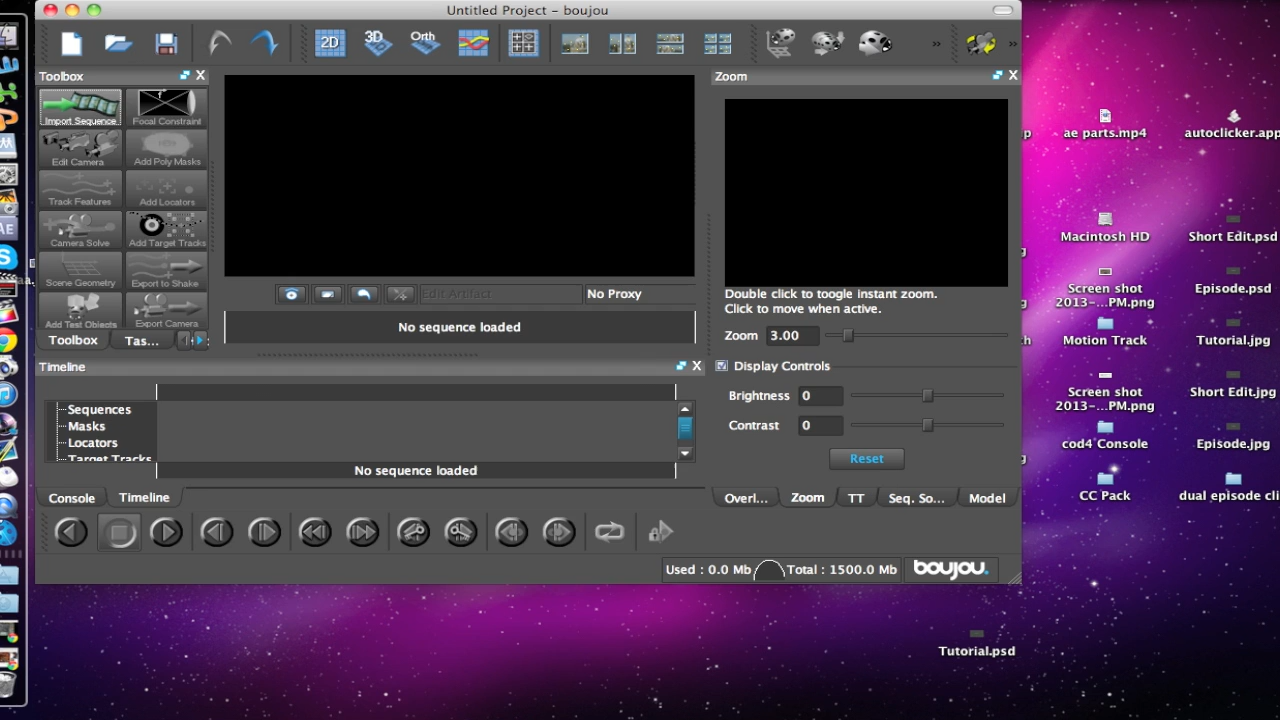 Untitled Project - boujou
2D
3D
Orth
»
»
Toolbox
Import Sequence
Focal Constraint
Edit Camera
Add Poly Masks
Track Features
Add Locators
Camera Solve
Add Target Tracks
Scene Geometry
Export to Shake
Add Test Objects
Export Camera
Toolbox
Tas...
Edit Artifact
No Proxy
No sequence loaded
Zoom
Double click to toogle instant zoom.
Click to move when active.
Zoom 3.00
Display Controls
Brightness 0
Contrast 0
Reset
Overl...
Zoom
TT
Seq. So...
Model
Timeline
Sequences
Masks
Locators
Target Tracks
No sequence loaded
Console
Timeline
Used : 0.0 Mb
Total : 1500.0 Mb
boujou.
ae parts.mp4
autoclicker.app
Macintosh HD
Short Edit.psd
Screen shot
2013-...PM.png
Episode.psd
Motion Track
Tutorial.jpg
Screen shot
2013-...PM.png
Short Edit.jpg
cod4 Console
Episode.jpg
CC Pack
dual episode cli
Tutorial.psd